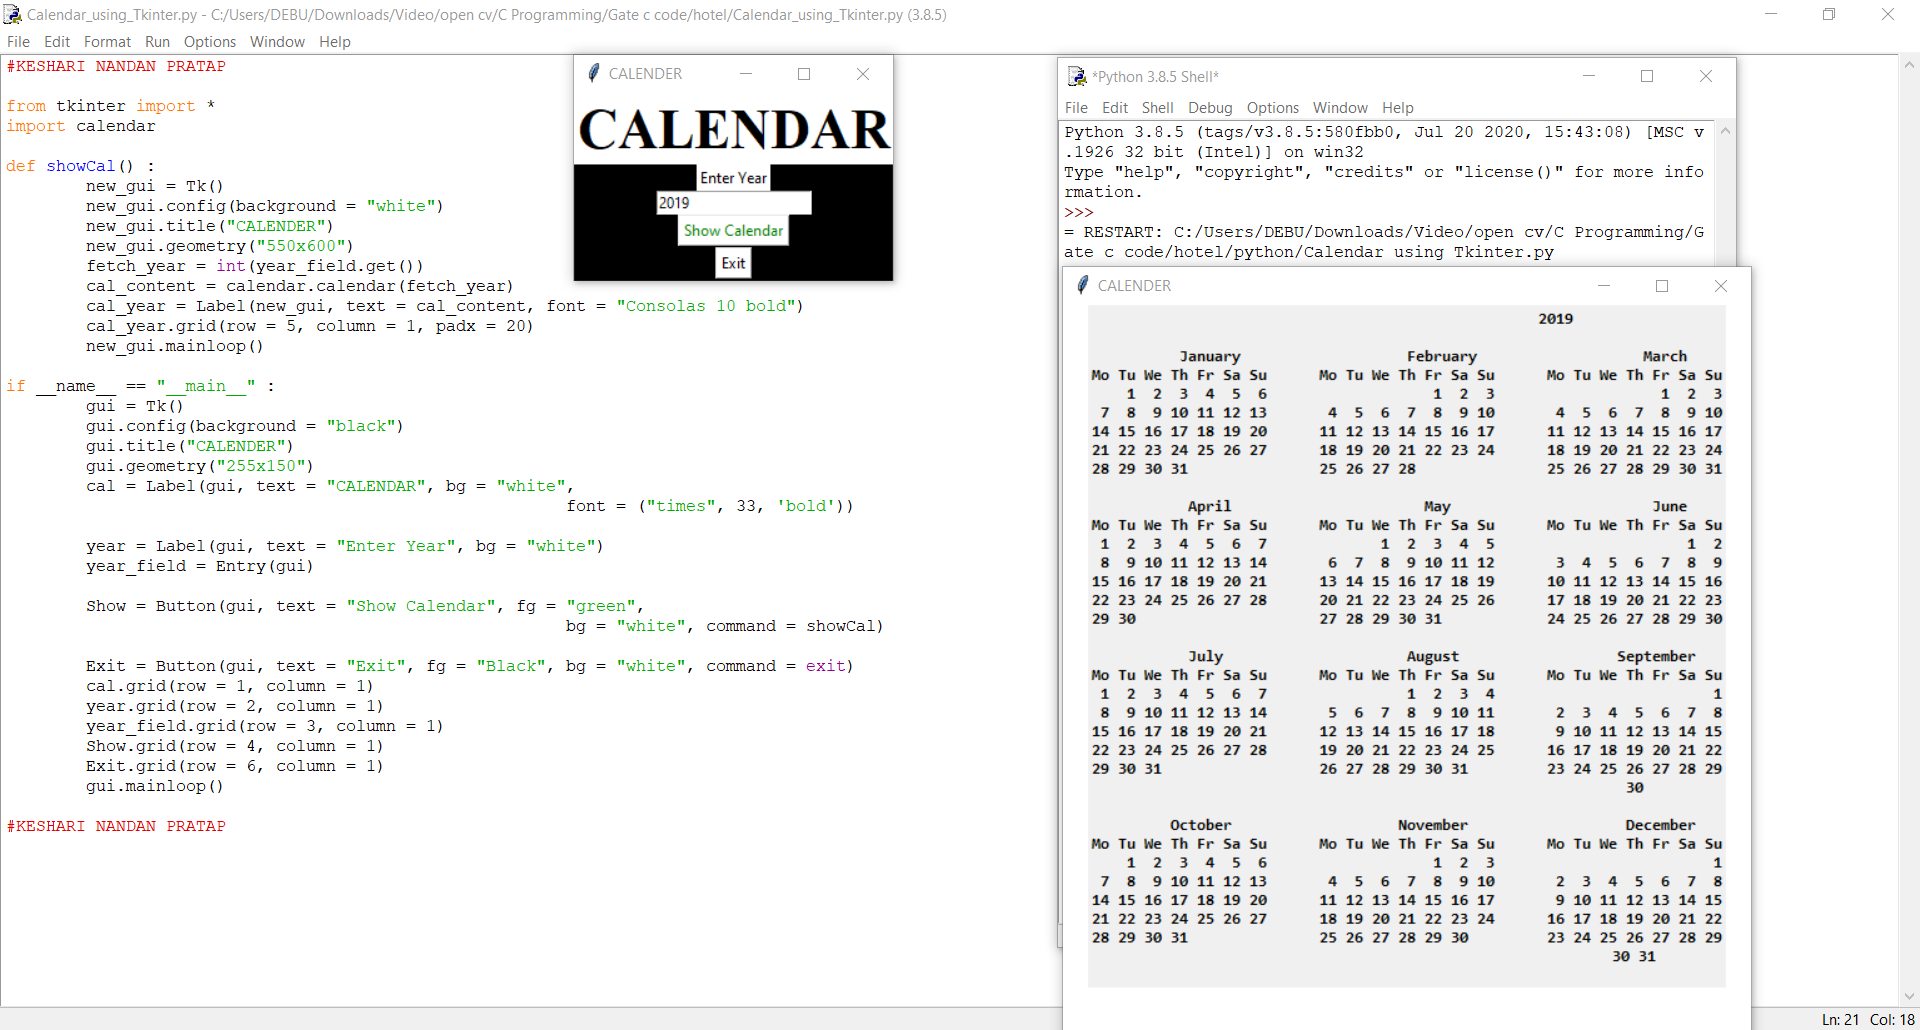 Calendar_using_Tkinter.py - C:/Users/DEBU/Downloads/Video/open cv/C Programming/Gate c code/hotel/Calendar_using_Tkinter.py (3.8.5)
File Edit Format Run Options Window Help
#KESHARI NANDAN PRATAP
from tkinter import *
import calendar
def showCal() :
        new_gui = Tk()
        new_gui.config(background = "white")
        new_gui.title("CALENDER")
        new_gui.geometry("550x600")
        fetch_year = int(year_field.get())
        cal_content = calendar.calendar(fetch_year)
        cal_year = Label(new_gui, text = cal_content, font = "Consolas 10 bold")
        cal_year.grid(row = 5, column = 1, padx = 20)
        new_gui.mainloop()
if __name__ == "__main__" :
        gui = Tk()
        gui.config(background = "black")
        gui.title("CALENDER")
        gui.geometry("255x150")
        cal = Label(gui, text = "CALENDAR", bg = "white",
                                                        font = ("times", 33, 'bold'))
        year = Label(gui, text = "Enter Year", bg = "white")
        year_field = Entry(gui)
        Show = Button(gui, text = "Show Calendar", fg = "green",
                                                        bg = "white", command = showCal)
        Exit = Button(gui, text = "Exit", fg = "Black", bg = "white", command = exit)
        cal.grid(row = 1, column = 1)
        year.grid(row = 2, column = 1)
        year_field.grid(row = 3, column = 1)
        Show.grid(row = 4, column = 1)
        Exit.grid(row = 6, column = 1)
        gui.mainloop()
#KESHARI NANDAN PRATAP
CALENDER
CALENDAR
Enter Year
2019
Show Calendar
Exit
*Python 3.8.5 Shell*
File Edit Shell Debug Options Window Help
Python 3.8.5 (tags/v3.8.5:580fbb0, Jul 20 2020, 15:43:08) [MSC v
.1926 32 bit (Intel)] on win32
Type "help", "copyright", "credits" or "license()" for more info
rmation.
>>>
= RESTART: C:/Users/DEBU/Downloads/Video/open cv/C Programming/G
ate c code/hotel/python/Calendar using Tkinter.py
CALENDER
2019
January February March
Mo Tu We Th Fr Sa Su Mo Tu We Th Fr Sa Su Mo Tu We Th Fr Sa Su
1 2 3 4 5 6 1 2 3 1 2 3
7 8 9 10 11 12 13 4 5 6 7 8 9 10 4 5 6 7 8 9 10
14 15 16 17 18 19 20 11 12 13 14 15 16 17 11 12 13 14 15 16 17
21 22 23 24 25 26 27 18 19 20 21 22 23 24 18 19 20 21 22 23 24
28 29 30 31 25 26 27 28 25 26 27 28 29 30 31
April May June
Mo Tu We Th Fr Sa Su Mo Tu We Th Fr Sa Su Mo Tu We Th Fr Sa Su
1 2 3 4 5 6 7 1 2 3 4 5 1 2
8 9 10 11 12 13 14 6 7 8 9 10 11 12 3 4 5 6 7 8 9
15 16 17 18 19 20 21 13 14 15 16 17 18 19 10 11 12 13 14 15 16
22 23 24 25 26 27 28 20 21 22 23 24 25 26 17 18 19 20 21 22 23
29 30 27 28 29 30 31 24 25 26 27 28 29 30
July August September
Mo Tu We Th Fr Sa Su Mo Tu We Th Fr Sa Su Mo Tu We Th Fr Sa Su
1 2 3 4 5 6 7 1 2 3 4 1
8 9 10 11 12 13 14 5 6 7 8 9 10 11 2 3 4 5 6 7 8
15 16 17 18 19 20 21 12 13 14 15 16 17 18 9 10 11 12 13 14 15
22 23 24 25 26 27 28 19 20 21 22 23 24 25 16 17 18 19 20 21 22
29 30 31 26 27 28 29 30 31 23 24 25 26 27 28 29
30
October November December
Mo Tu We Th Fr Sa Su Mo Tu We Th Fr Sa Su Mo Tu We Th Fr Sa Su
1 2 3 4 5 6 1 2 3 1
7 8 9 10 11 12 13 4 5 6 7 8 9 10 2 3 4 5 6 7 8
14 15 16 17 18 19 20 11 12 13 14 15 16 17 9 10 11 12 13 14 15
21 22 23 24 25 26 27 18 19 20 21 22 23 24 16 17 18 19 20 21 22
28 29 30 31 25 26 27 28 29 30 23 24 25 26 27 28 29
30 31
Ln: 21 Col: 18